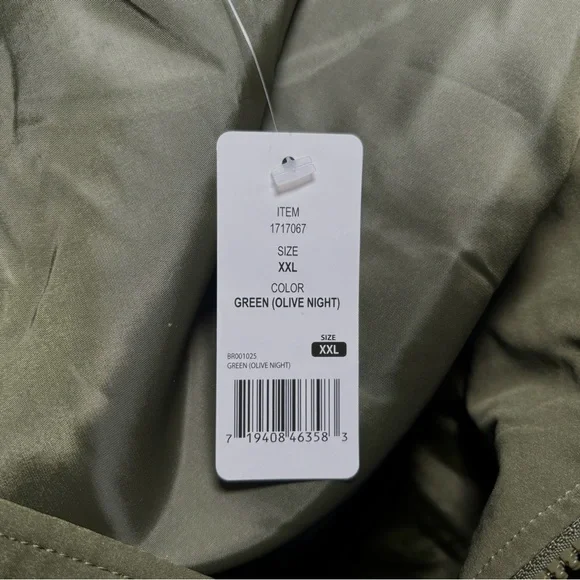 ITEM
1717067
SIZE
XXL
COLOR
GREEN (OLIVE NIGHT)
SIZE
XXL
BR001025
GREEN (OLIVE NIGHT)
7 19408 46358 3